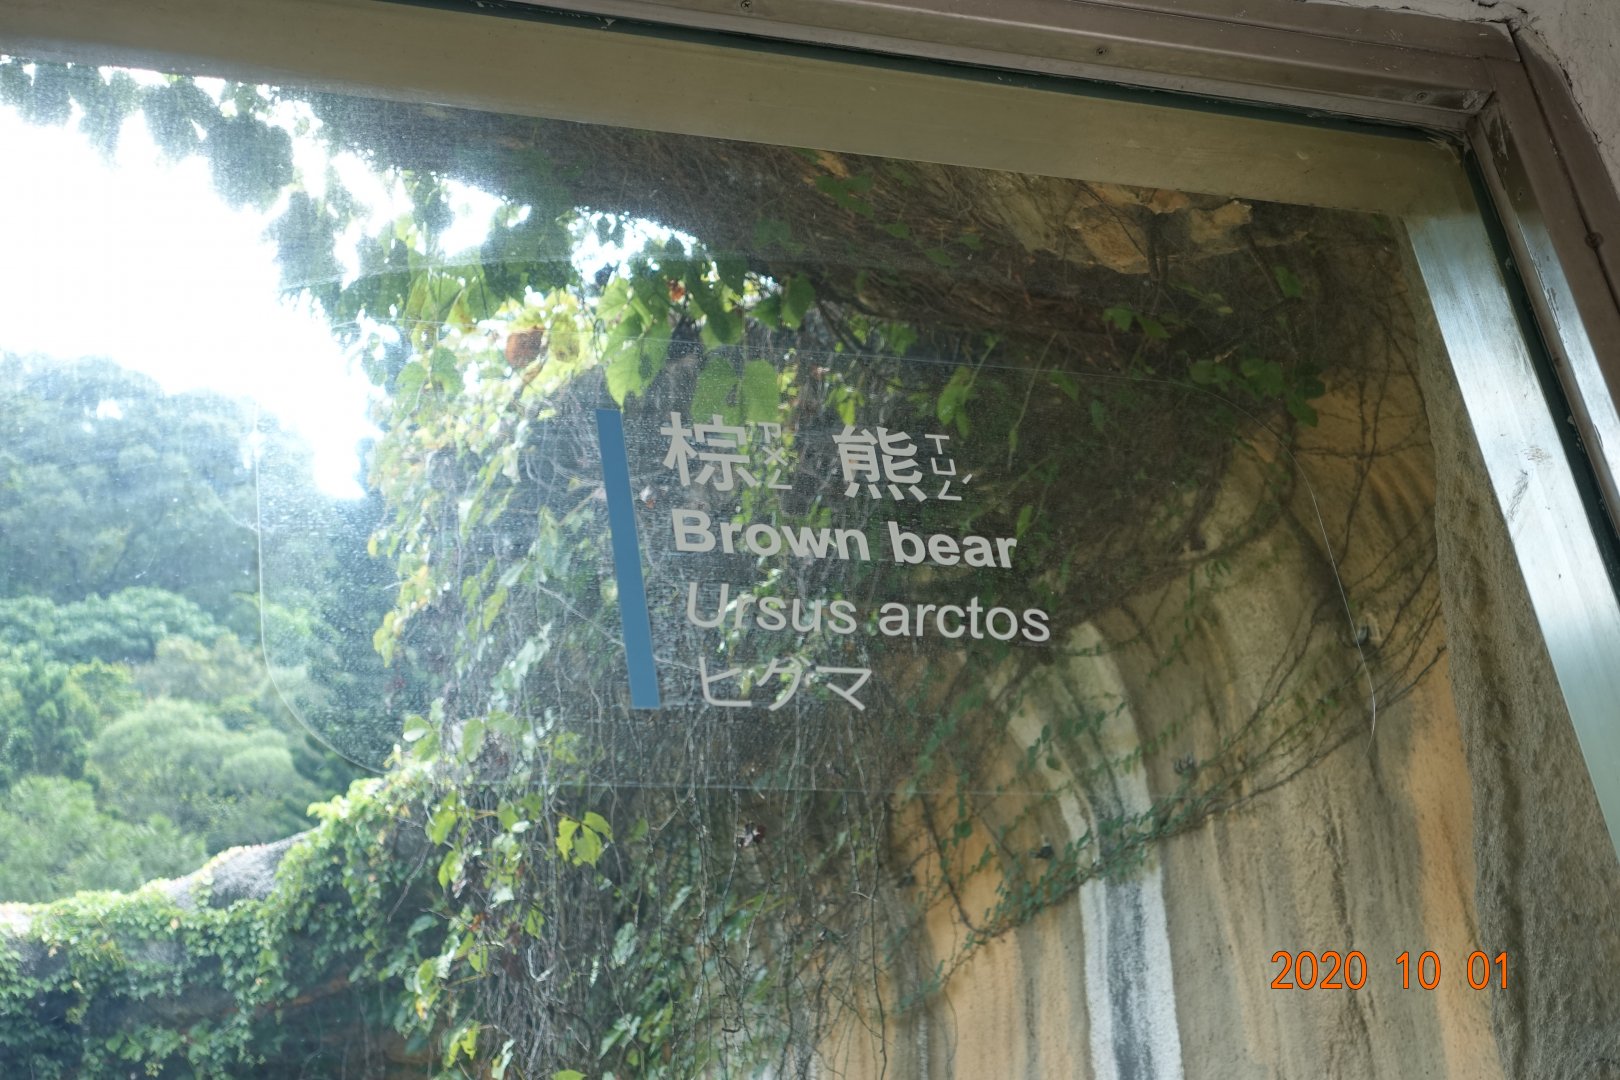 棕ㄗㄨㄥ 熊ㄒㄩㄥˊ
Brown bear
Ursus arctos
ヒグマ
2020 10 01